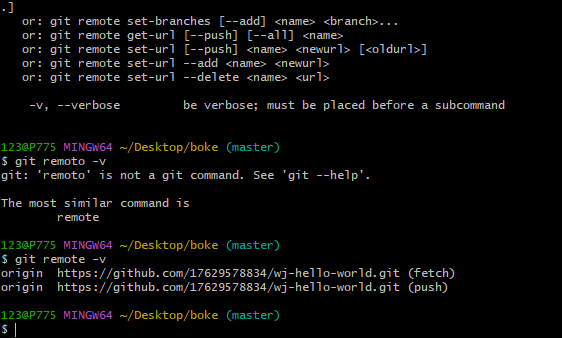 .]
or: git remote set-branches [--add] <name> <branch>...
or: git remote get-url [--push] [--all] <name>
or: git remote set-url [--push] <name> <newurl> [<oldurl>]
or: git remote set-url --add <name> <newurl>
or: git remote set-url --delete <name> <url>
-v, --verbose be verbose; must be placed before a subcommand
123@P775 MINGW64 ~/Desktop/boke (master)
$ git remoto -v
git: 'remoto' is not a git command. See 'git --help'.
The most similar command is
remote
123@P775 MINGW64 ~/Desktop/boke (master)
$ git remote -v
origin https://github.com/17629578834/wj-hello-world.git (fetch)
origin https://github.com/17629578834/wj-hello-world.git (push)
123@P775 MINGW64 ~/Desktop/boke (master)
$